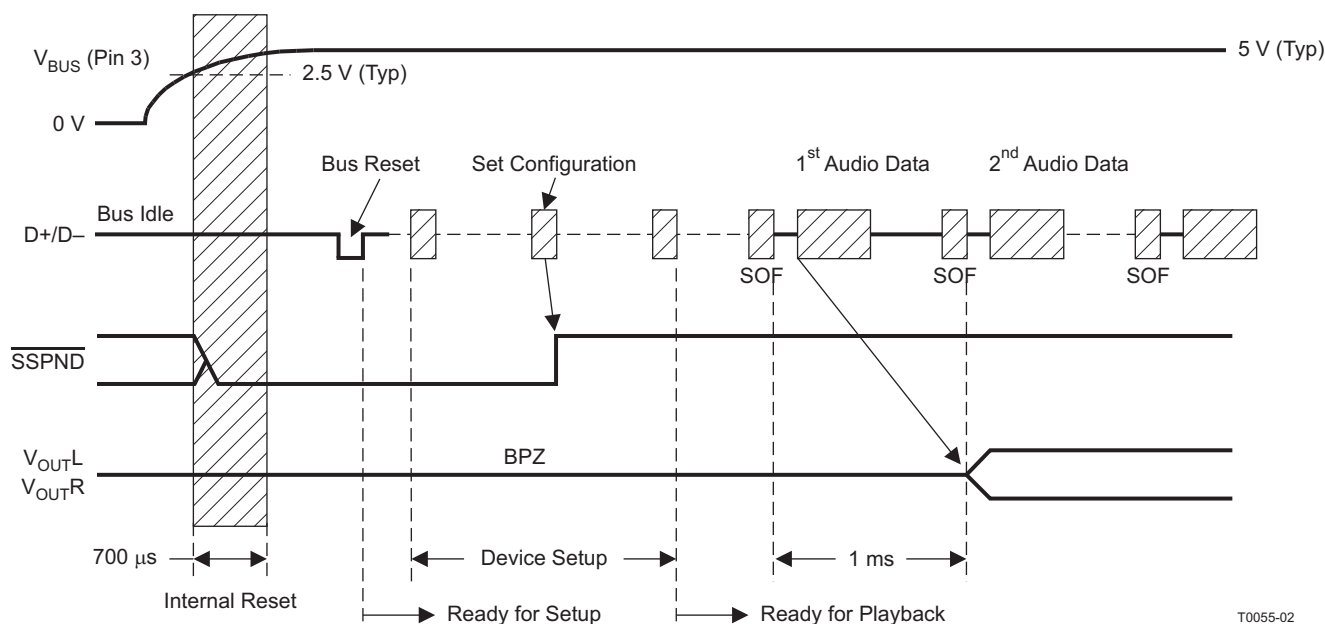 V_BUS (Pin 3)
5 V (Typ)
2.5 V (Typ)
0 V
Bus Reset
Set Configuration
1st Audio Data
2nd Audio Data
Bus Idle
D+/D–
SOF
SOF
SOF
SSPND
BPZ
V_OUTL
V_OUTR
700 µs
Device Setup
1 ms
Internal Reset
Ready for Setup
Ready for Playback
T0055-02